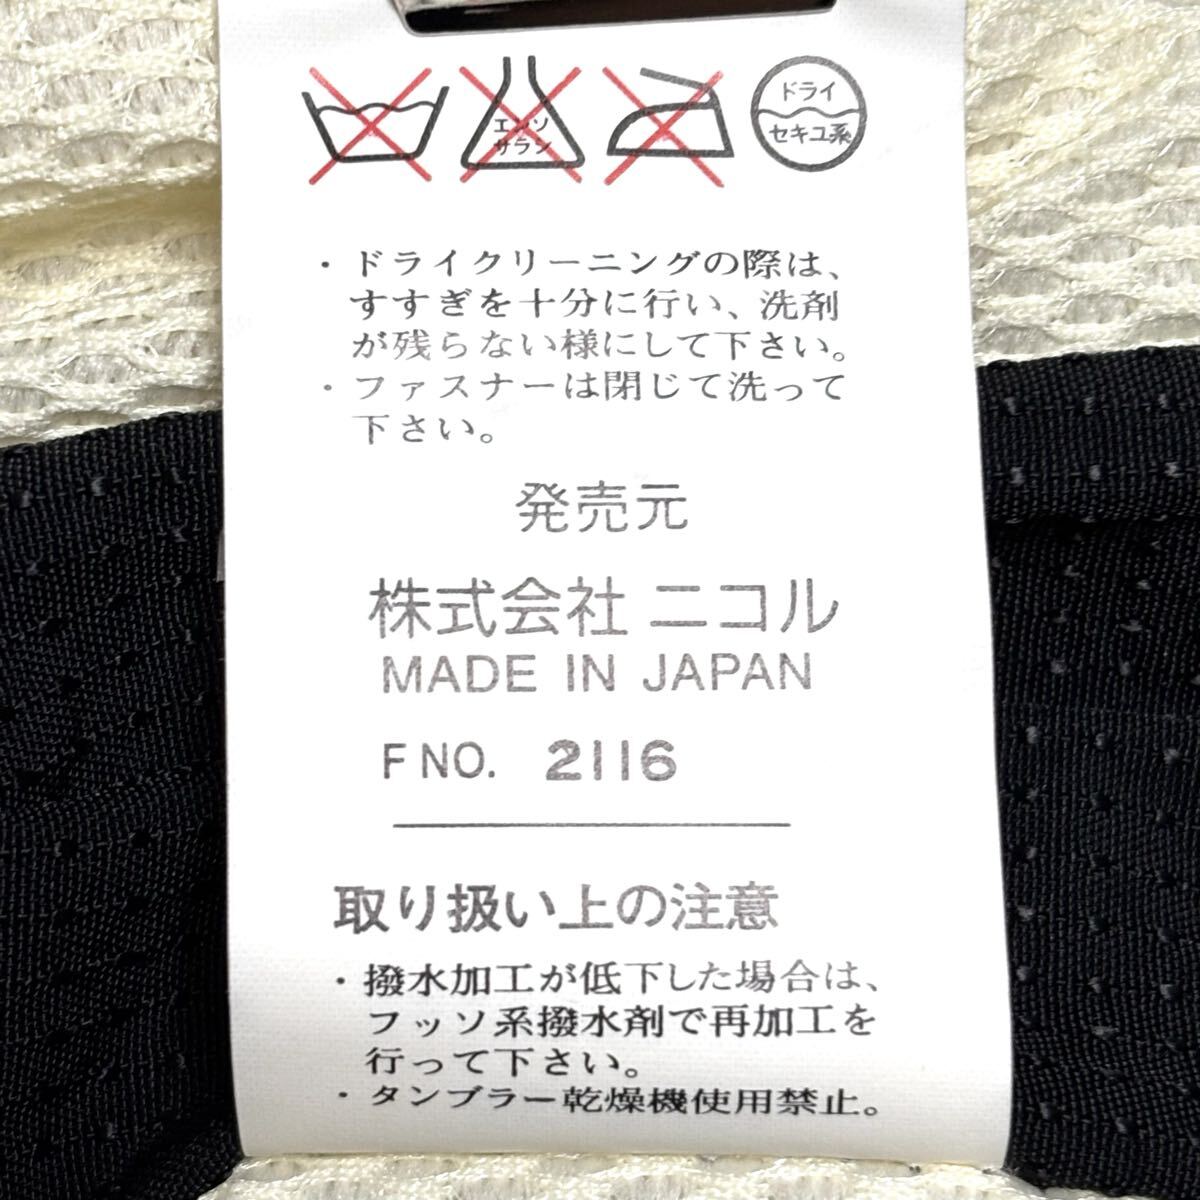 エンソ
サラン
ドライ
セキユ系
・ドライクリーニングの際は、
すすぎを十分に行い、洗剤
が残らない様にして下さい。
・ファスナーは閉じて洗って
下さい。
発売元
株式会社 ニコル
MADE IN JAPAN
F NO. 2116
取り扱い上の注意
・撥水加工が低下した場合は、
フッソ系撥水剤で再加工を
行って下さい。
・タンブラー乾燥機使用禁止。